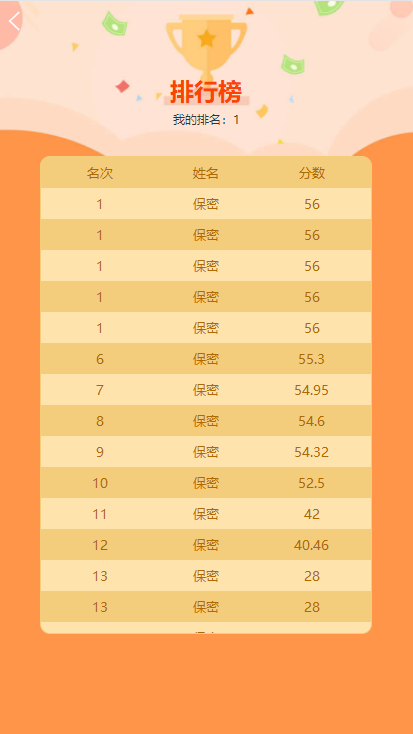 排行榜
我的排名：1
名次 姓名 分数
1 保密 56
1 保密 56
1 保密 56
1 保密 56
1 保密 56
6 保密 55.3
7 保密 54.95
8 保密 54.6
9 保密 54.32
10 保密 52.5
11 保密 42
12 保密 40.46
13 保密 28
13 保密 28